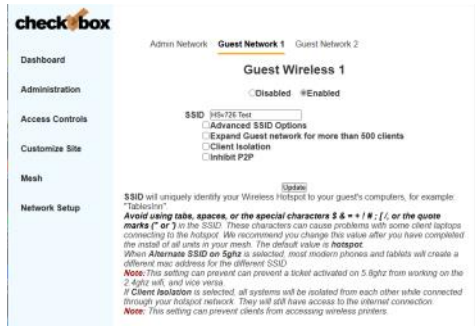 checkbox
Admin Network Guest Network 1 Guest Network 2
Dashboard
Guest Wireless 1
Administration
Disabled Enabled
Access Controls
SSID HSv726 Test
Advanced SSID Options
Expand Guest network for more than 500 clients
Customize Site
Client Isolation
Inhibit P2P
Mesh
Update
Network Setup
SSID will uniquely identify your Wireless Hotspot to your guest's computers, for example:
"TablesInn"
Avoid using tabs, spaces, or the special characters $ & = + ! # ; [ /, or the quote
marks (" or ') in the SSID. These characters can cause problems with some client laptops
connecting to the hotspot. We recommend you change this value after you have completed
the install of all units in your mesh. The default value is hotspot.
When Alternate SSID on 5ghz is selected, most modern phones and tablets will create a
different mac address for the different SSID
Note:This setting can prevent can prevent a ticket activated on 5.8ghz from working on the
2.4ghz wifi, and vice versa.
If Client Isolation is selected, all systems will be isolated from each other while connected
through your hotspot network. They will still have access to the internet connection.
Note: This setting can prevent clients from accessing wireless printers.